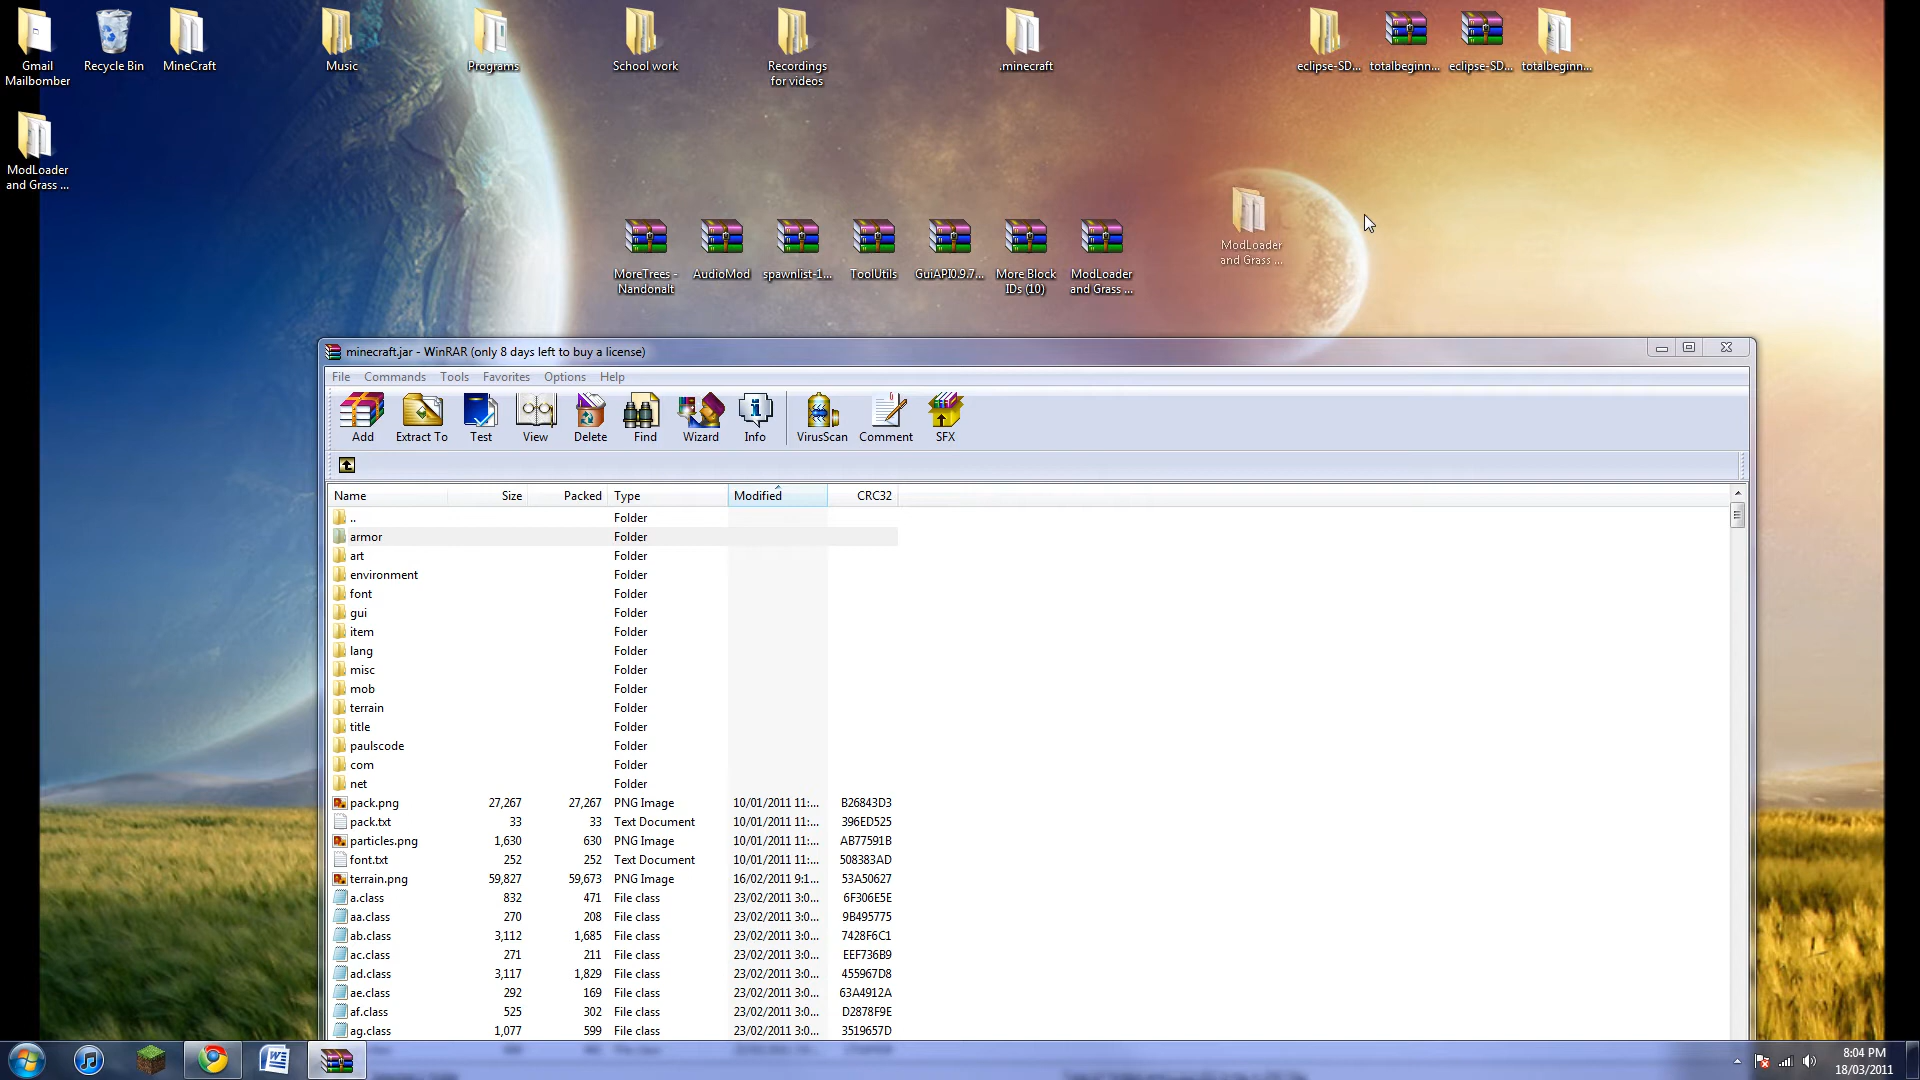 Gmail
Mailbomber
Recycle Bin
MineCraft
Music
Programs
School work
Recordings
for videos
.minecraft
eclipse-SD...
totalbeginn...
eclipse-SD...
totalbeginn...
ModLoader
and Grass ...
MoreTrees -
Nandonalt
AudioMod
spawnlist-1...
ToolUtils
GuiAPI0.9.7...
More Block
IDs (10)
ModLoader
and Grass ...
ModLoader
and Grass ...
minecraft.jar - WinRAR (only 8 days left to buy a license)
File Commands Tools Favorites Options Help
Add Extract To Test View Delete Find Wizard Info VirusScan Comment SFX
Name Size Packed Type Modified CRC32
.. Folder
armor Folder
art Folder
environment Folder
font Folder
gui Folder
item Folder
lang Folder
misc Folder
mob Folder
terrain Folder
title Folder
paulscode Folder
com Folder
net Folder
pack.png 27,267 27,267 PNG Image 10/01/2011 11:... B26843D3
pack.txt 33 33 Text Document 10/01/2011 11:... 396ED525
particles.png 1,630 630 PNG Image 10/01/2011 11:... AB77591B
font.txt 252 252 Text Document 10/01/2011 11:... 508383AD
terrain.png 59,827 59,673 PNG Image 16/02/2011 9:1... 53A50627
a.class 832 471 File class 23/02/2011 3:0... 6F306E5E
aa.class 270 208 File class 23/02/2011 3:0... 9B495775
ab.class 3,112 1,685 File class 23/02/2011 3:0... 7428F6C1
ac.class 271 211 File class 23/02/2011 3:0... EEF736B9
ad.class 3,117 1,829 File class 23/02/2011 3:0... 455967D8
ae.class 292 169 File class 23/02/2011 3:0... 63A4912A
af.class 525 302 File class 23/02/2011 3:0... D2878F9E
ag.class 1,077 599 File class 23/02/2011 3:0... 3519657D
8:04 PM
18/03/2011